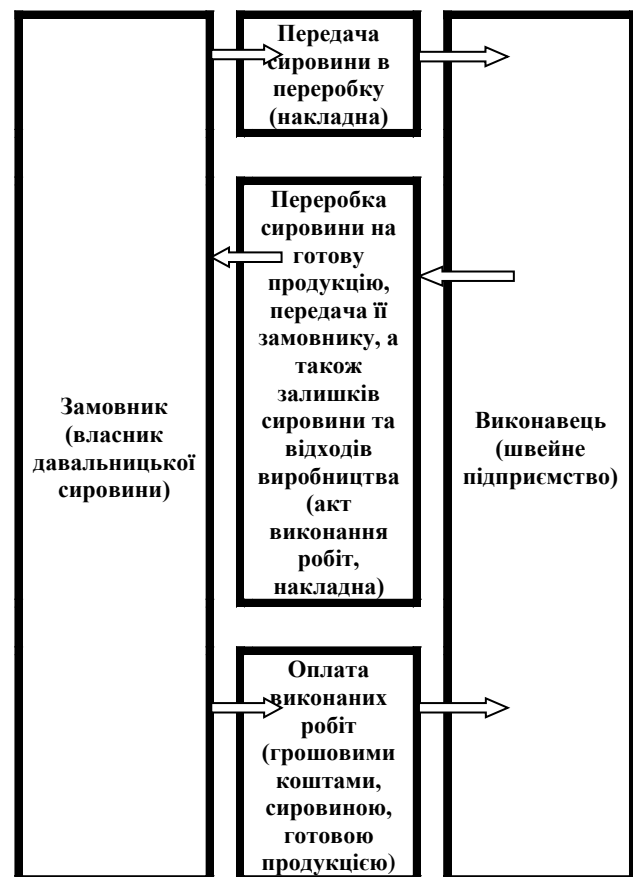 Передача
сировини в
переробку
(накладна)
Переробка
сировини на
готову
продукцію,
передача її
замовнику, а
також
залишків
сировини та
відходів
виробництва
(акт
виконання
робіт,
накладна)
Замовник
(власник
давальницької
сировини)
Виконавець
(швейне
підприємство)
Оплата
виконаних
робіт
(грошовими
коштами,
сировиною,
готовою
продукцією)